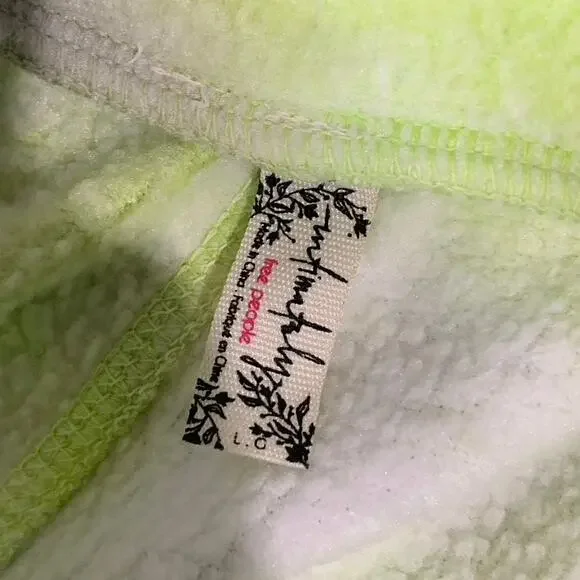 intimately
free people
Made in China Fabriqué en Chine
L.G